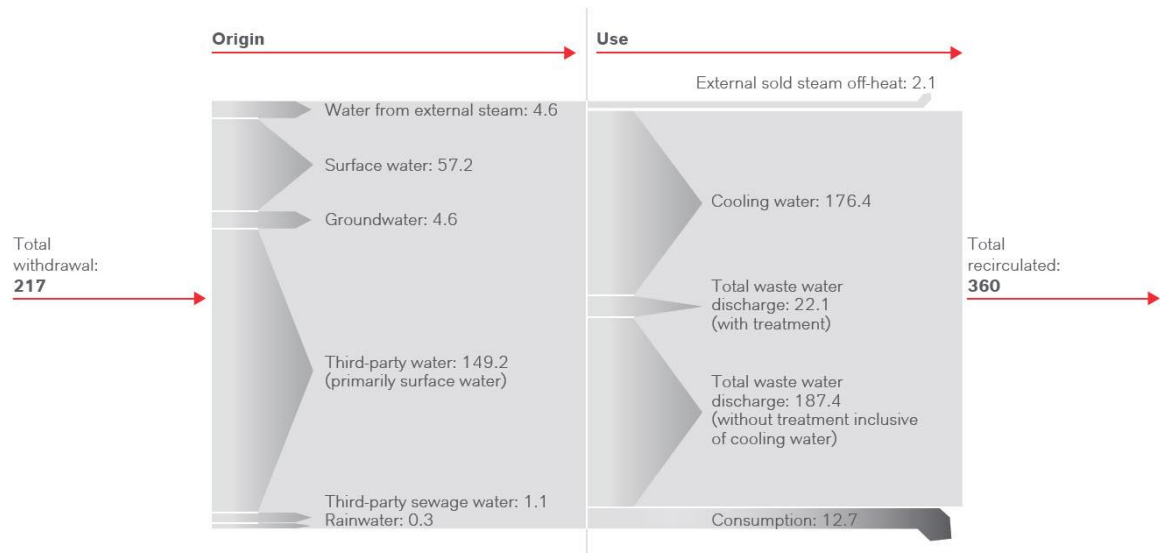 Origin
Use
External sold steam off-heat: 2.1
Water from external steam: 4.6
Surface water: 57.2
Cooling water: 176.4
Groundwater: 4.6
Total
withdrawal:
217
Total
recirculated:
360
Total waste water
discharge: 22.1
(with treatment)
Third-party water: 149.2
(primarily surface water)
Total waste water
discharge: 187.4
(without treatment inclusive
of cooling water)
Third-party sewage water: 1.1
Rainwater: 0.3
Consumption: 12.7